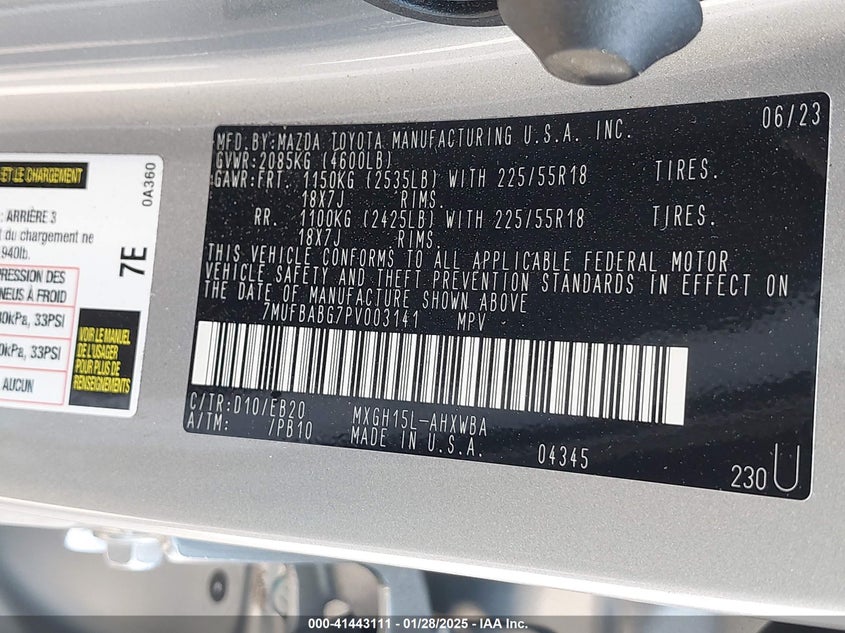 ET LE CHARGEMENT
0A360
: ARRIÈRE 3
du chargement ne
940lb.
7E
PRESSION DES
PNEUS À FROID
0kPa, 33PSI
0kPa, 33PSI
AUCUN
VOIR LE MANUEL
DE L'USAGER
POUR PLUS DE
RENSEIGNEMENTS
MFD.BY:MAZDA TOYOTA MANUFACTURING U.S.A. INC. 06/23
GVWR:2085KG (4600LB)
GAWR:FRT. 1150KG (2535LB) WITH 225/55R18 TIRES.
18X7J RIMS.
RR. 1100KG (2425LB) WITH 225/55R18 TIRES.
18X7J RIMS.
THIS VEHICLE CONFORMS TO ALL APPLICABLE FEDERAL MOTOR
VEHICLE SAFETY AND THEFT PREVENTION STANDARDS IN EFFECT ON
THE DATE OF MANUFACTURE SHOWN ABOVE
7MUFBABG7PV003141 MPV
C/TR:D10/EB20 MXGH15L-AHXWBA
A/TM: /PB10 MADE IN U.S.A.
04345
230 U
000-41443111 - 01/28/2025 - IAA Inc.